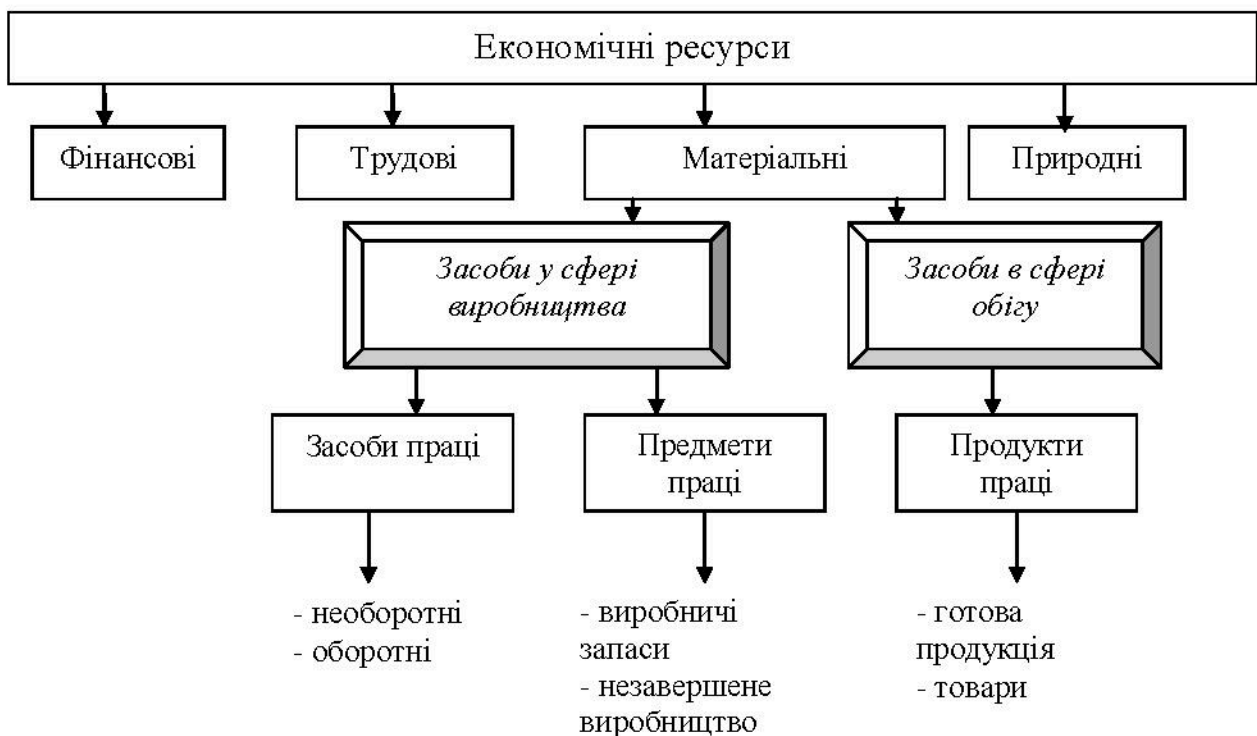 Економічні ресурси
Фінансові
Трудові
Матеріальні
Природні
Засоби у сфері
виробництва
Засоби в сфері
обігу
Засоби праці
Предмети
праці
Продукти
праці
- необоротні
- оборотні
- виробничі
запаси
- незавершене
виробництво
- готова
продукція
- товари